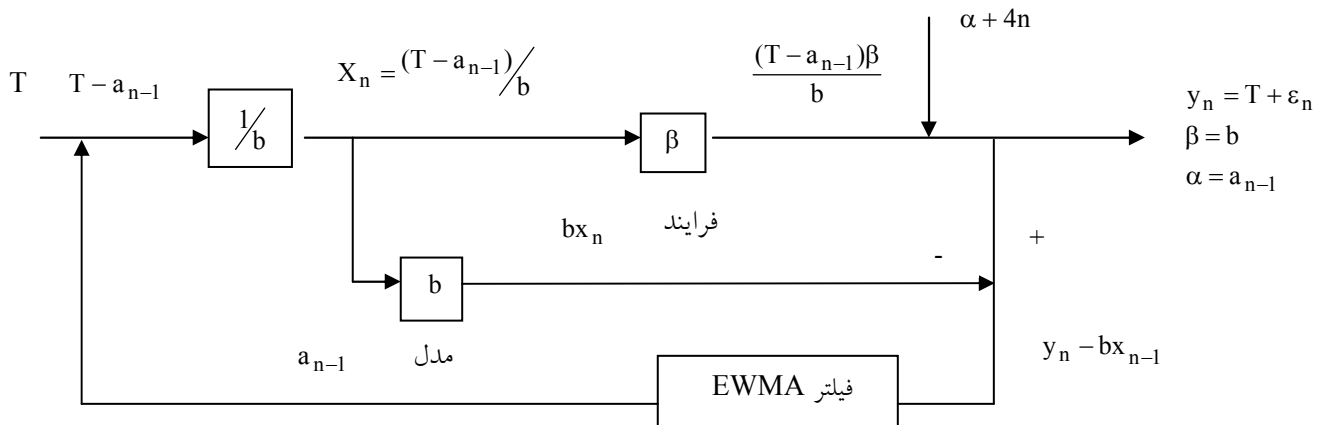 α + 4n
T
T − a_{n−1}
1/b
X_n = (T − a_{n−1})/b
(T − a_{n−1})β
b
β
y_n = T + ε_n
β = b
α = a_{n−1}
فرایند
bx_n
-
+
b
مدل
a_{n−1}
y_n − bx_{n−1}
فیلتر EWMA